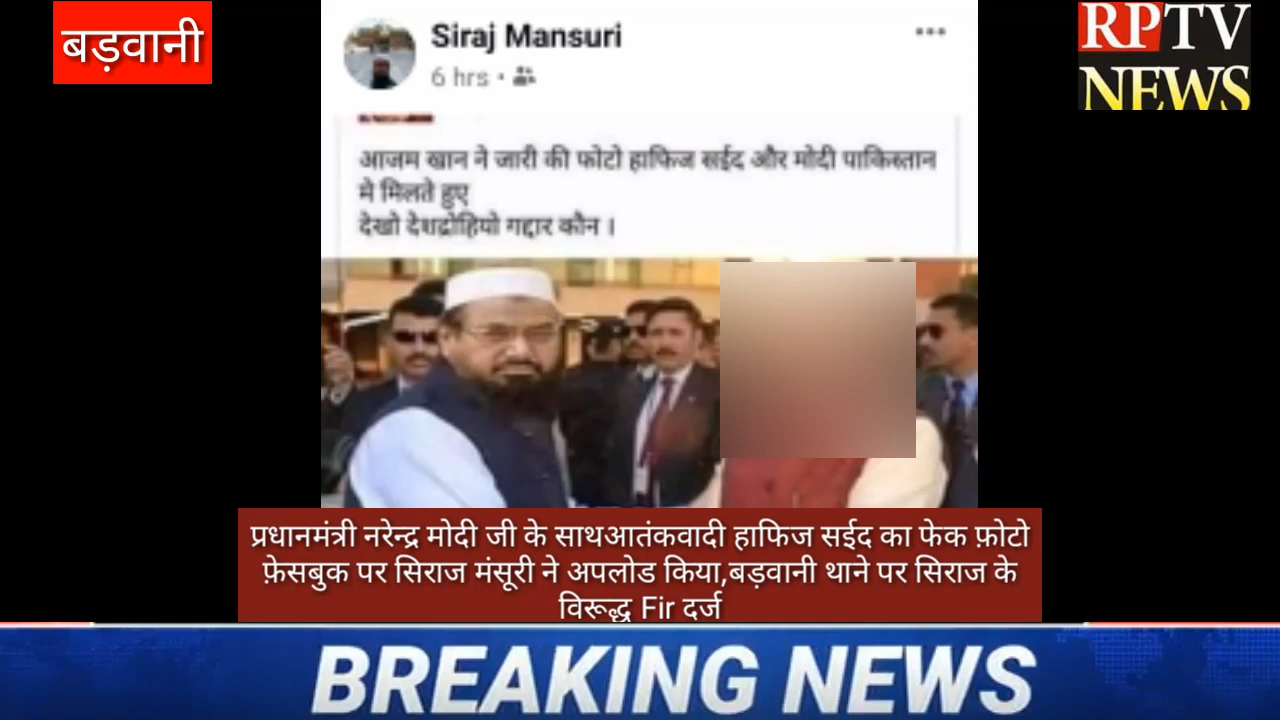 बड़वानी
RPTV
NEWS
Siraj Mansuri
6 hrs •
आजम खान ने जारी की फोटो हाफिज सईद और मोदी पाकिस्तान
मे मिलते हुए
देखो देशद्रोहियो गद्दार कौन ।
प्रधानमंत्री नरेन्द्र मोदी जी के साथआतंकवादी हाफिज सईद का फेक फ़ोटो
फ़ेसबुक पर सिराज मंसूरी ने अपलोड किया,बड़वानी थाने पर सिराज के
विरूद्ध Fir दर्ज
BREAKING NEWS